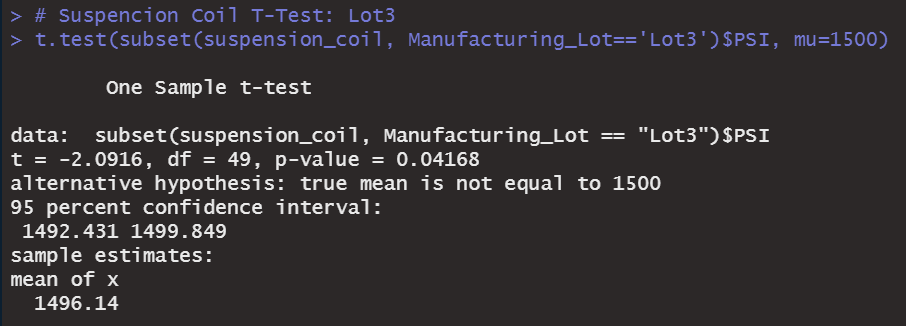 > # Suspencion Coil T-Test: Lot3
> t.test(subset(suspension_coil, Manufacturing_Lot=='Lot3')$PSI, mu=1500)
One Sample t-test
data:  subset(suspension_coil, Manufacturing_Lot == "Lot3")$PSI
t = -2.0916, df = 49, p-value = 0.04168
alternative hypothesis: true mean is not equal to 1500
95 percent confidence interval:
1492.431 1499.849
sample estimates:
mean of x
1496.14